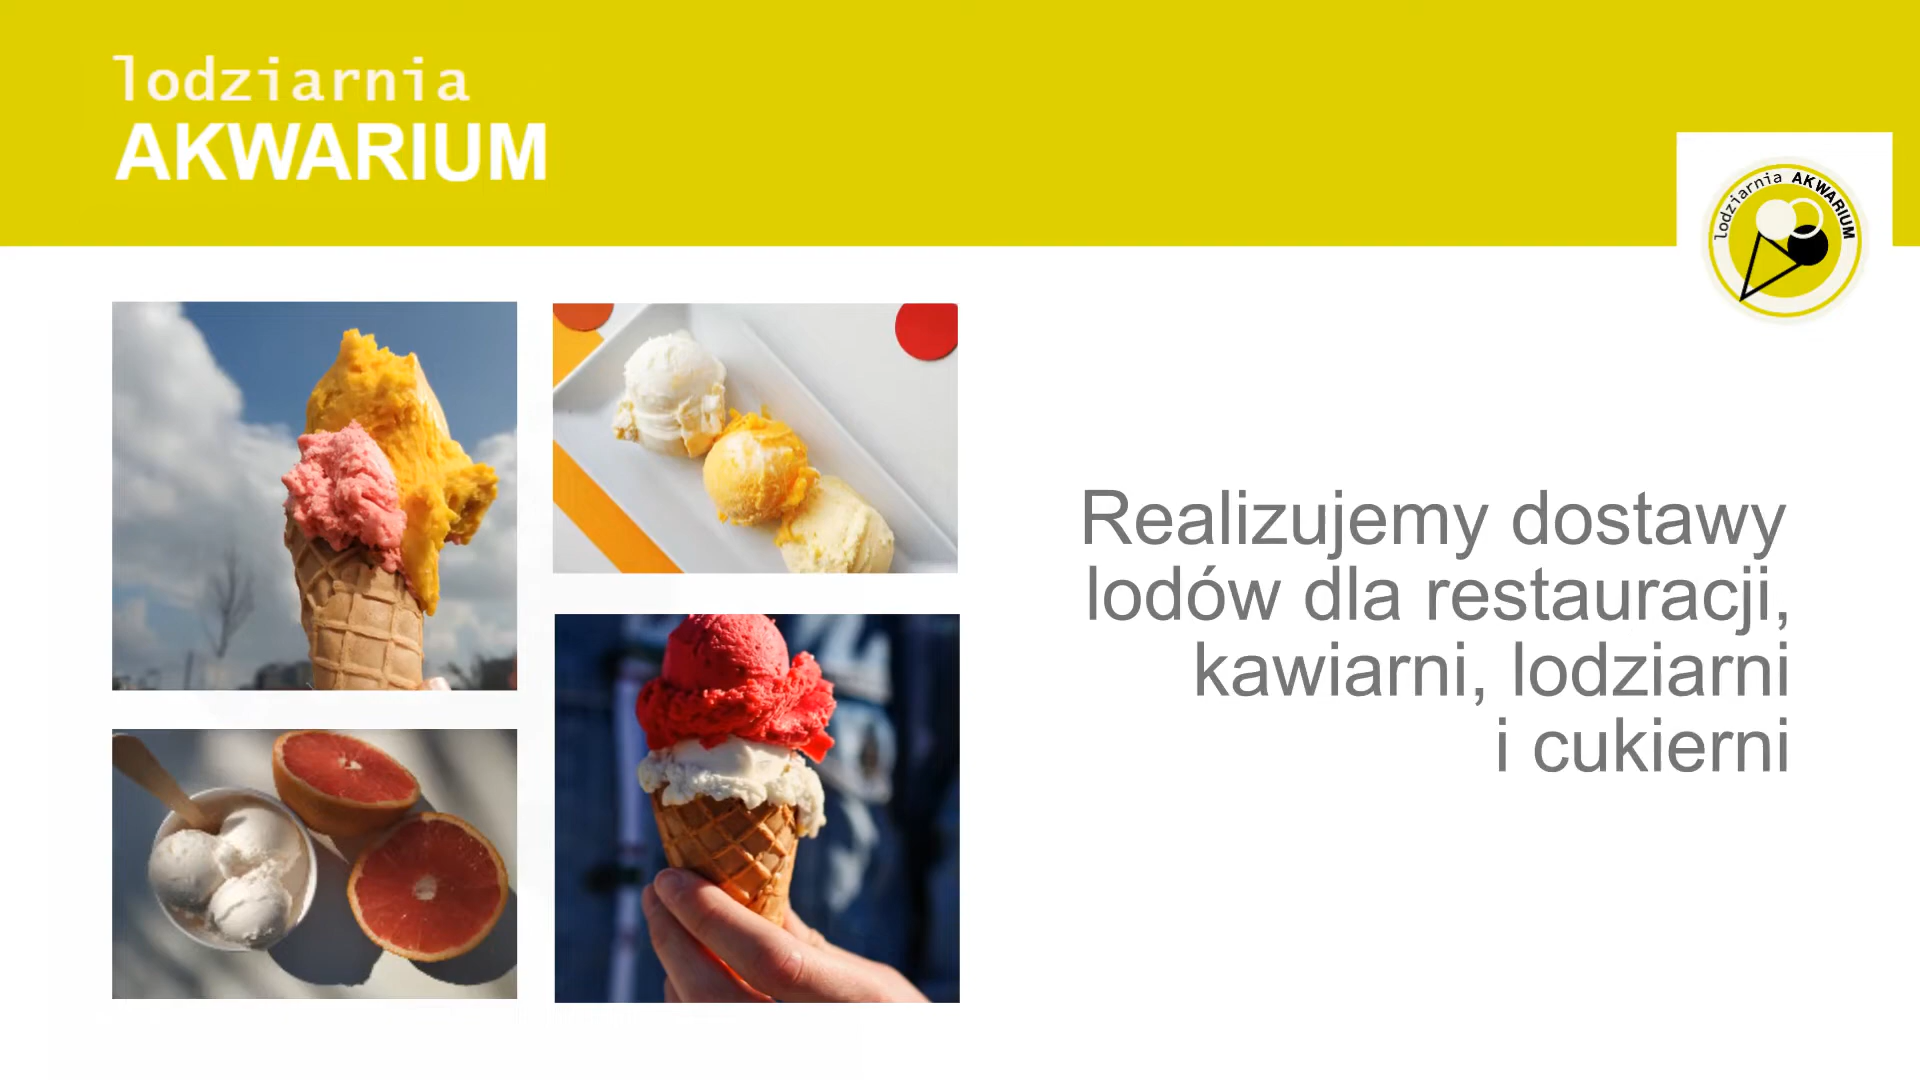 lodziarnia
AKWARIUM
lodziarnia AKWARIUM
Realizujemy dostawy
lodów dla restauracji,
kawiarni, lodziarni
i cukierni